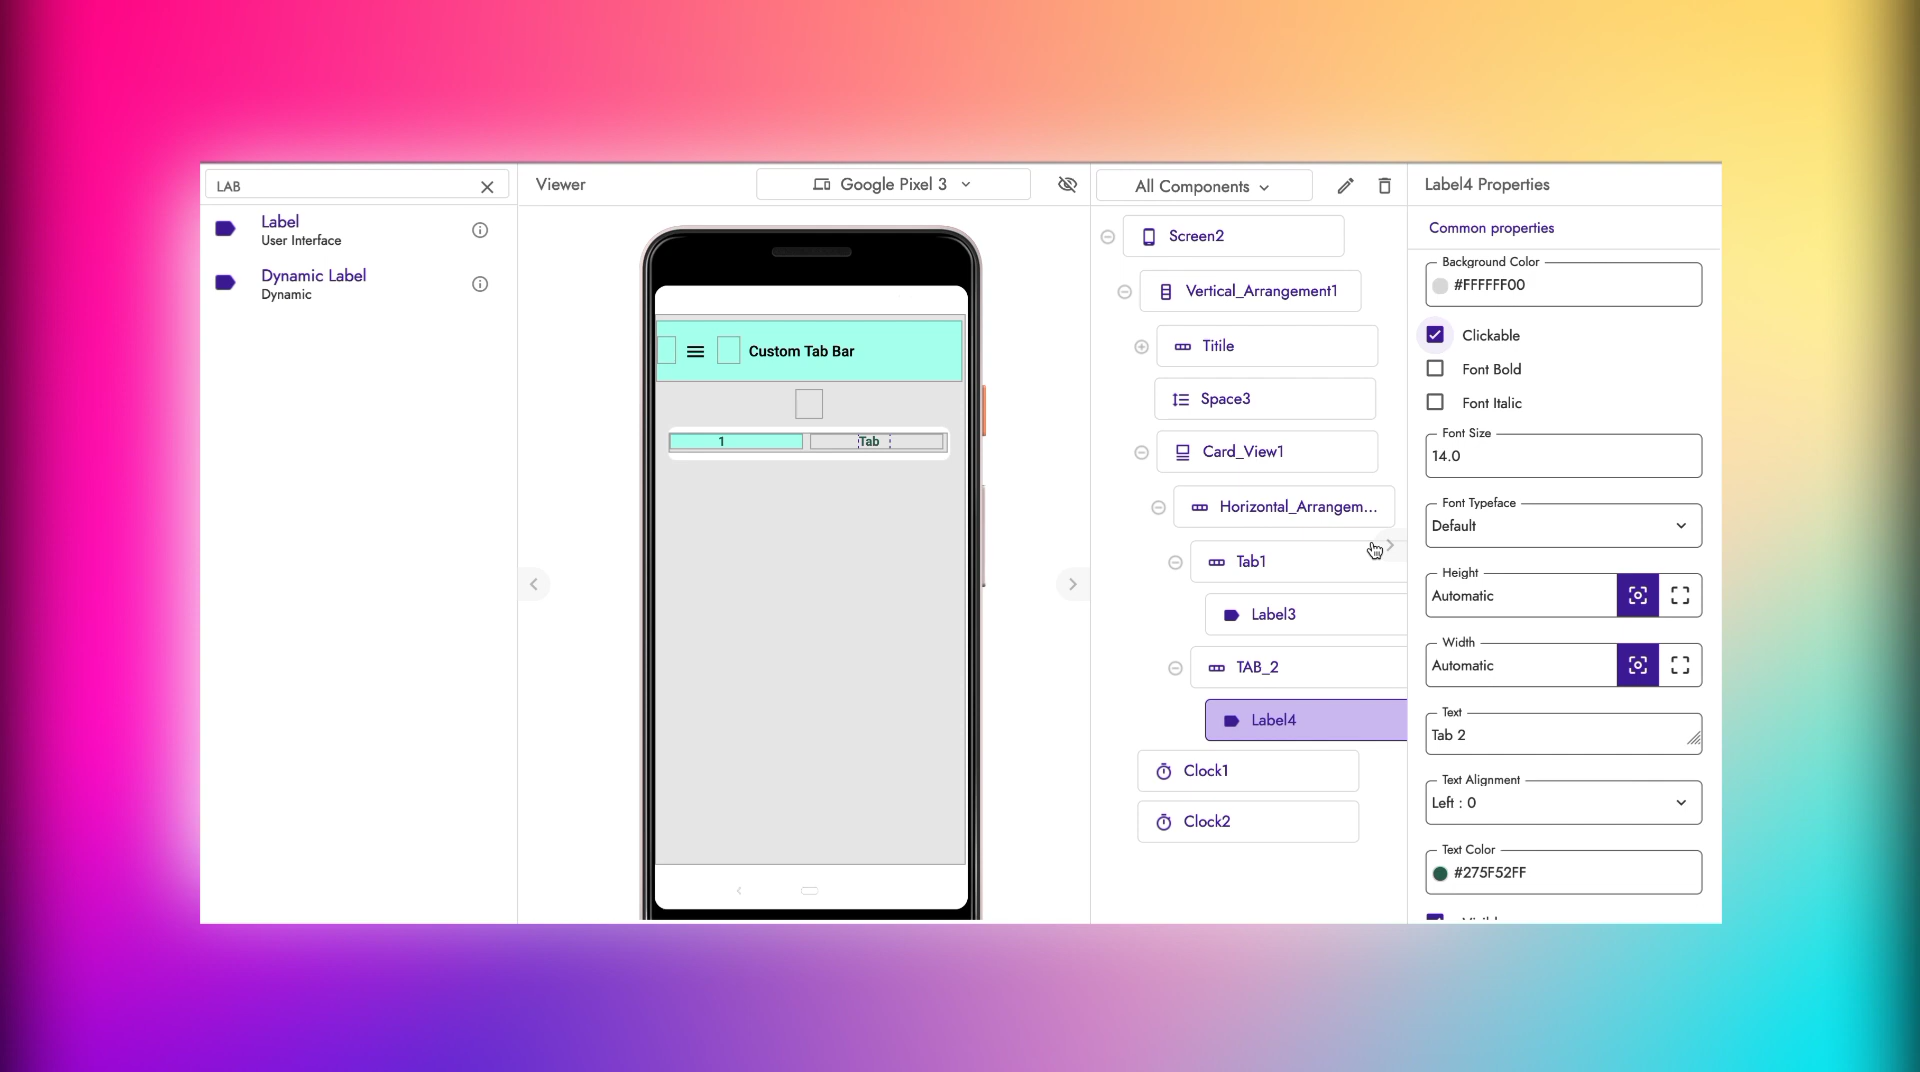 LAB
Label
User Interface
Dynamic Label
Dynamic
Viewer
Google Pixel 3
Custom Tab Bar
1
Tab
All Components
Screen2
Vertical_Arrangement1
Titile
Space3
Card_View1
Horizontal_Arrangem...
Tab1
Label3
TAB_2
Label4
Clock1
Clock2
Label4 Properties
Common properties
Background Color
#FFFFFF00
Clickable
Font Bold
Font Italic
Font Size
14.0
Font Typeface
Default
Height
Automatic
Width
Automatic
Text
Tab 2
Text Alignment
Left : 0
Text Color
#275F52FF